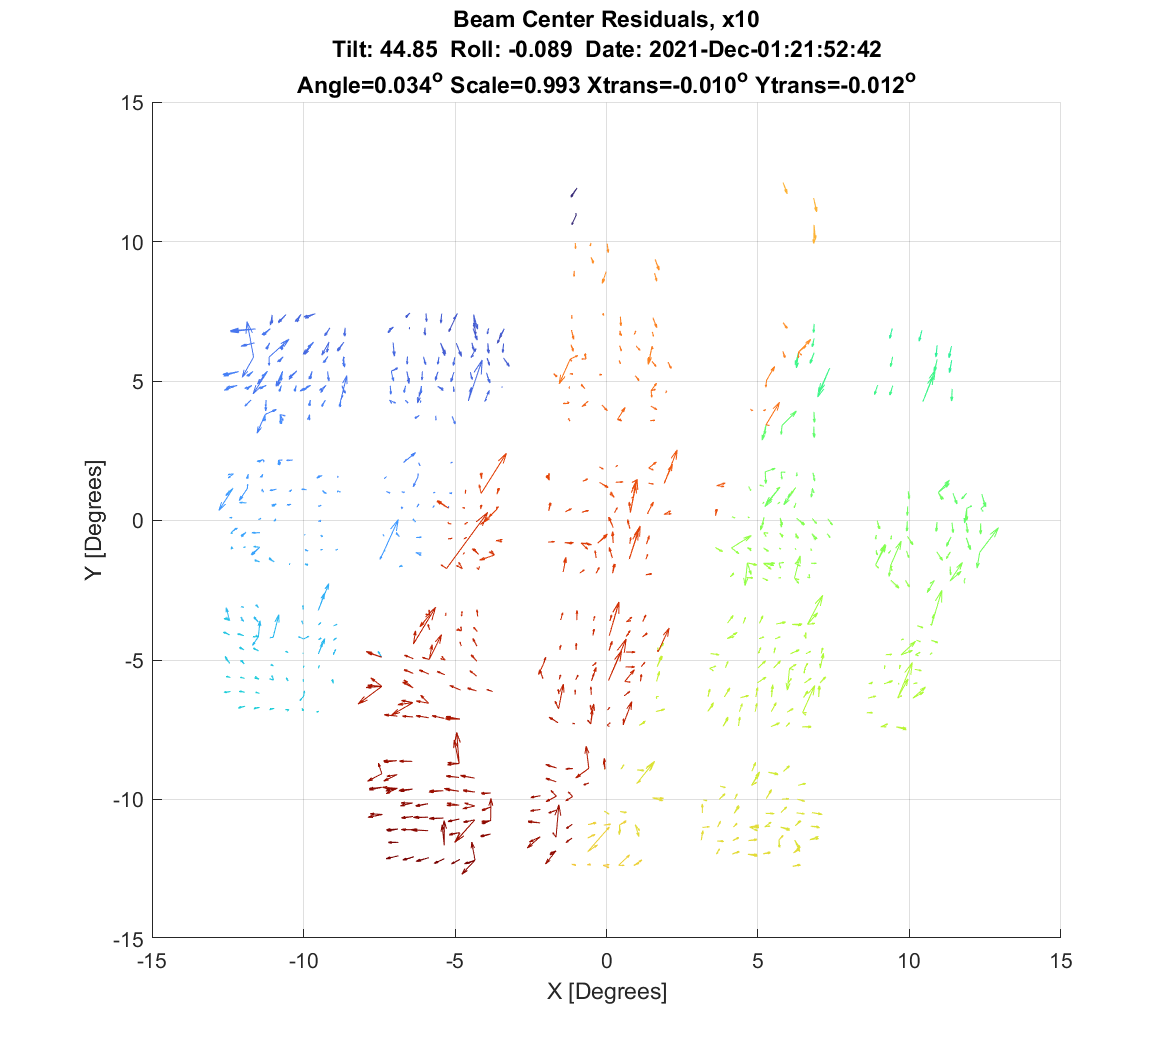 Beam Center Residuals, x10
Tilt: 44.85  Roll: -0.089  Date: 2021-Dec-01:21:52:42
Angle=0.034° Scale=0.993 Xtrans=-0.010° Ytrans=-0.012°
15
10
5
0
-5
-10
-15
Y [Degrees]
-15 -10 -5 0 5 10 15
X [Degrees]